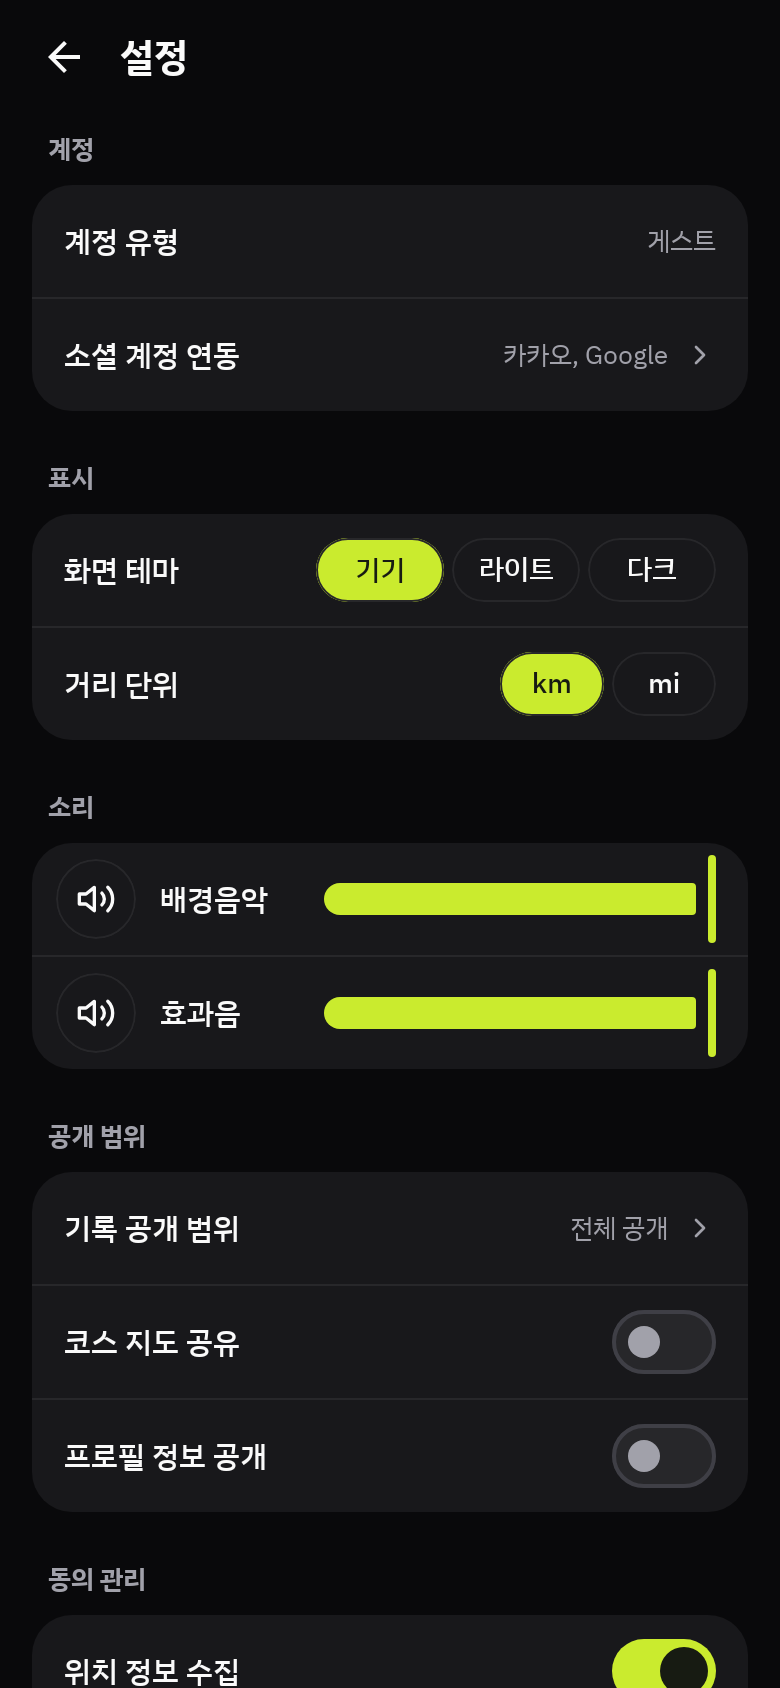 설정
계정
계정 유형 게스트
소셜 계정 연동 카카오, Google
표시
화면 테마 기기 라이트 다크
거리 단위 km mi
소리
배경음악
효과음
공개 범위
기록 공개 범위 전체 공개
코스 지도 공유
프로필 정보 공개
동의 관리
위치 정보 수집